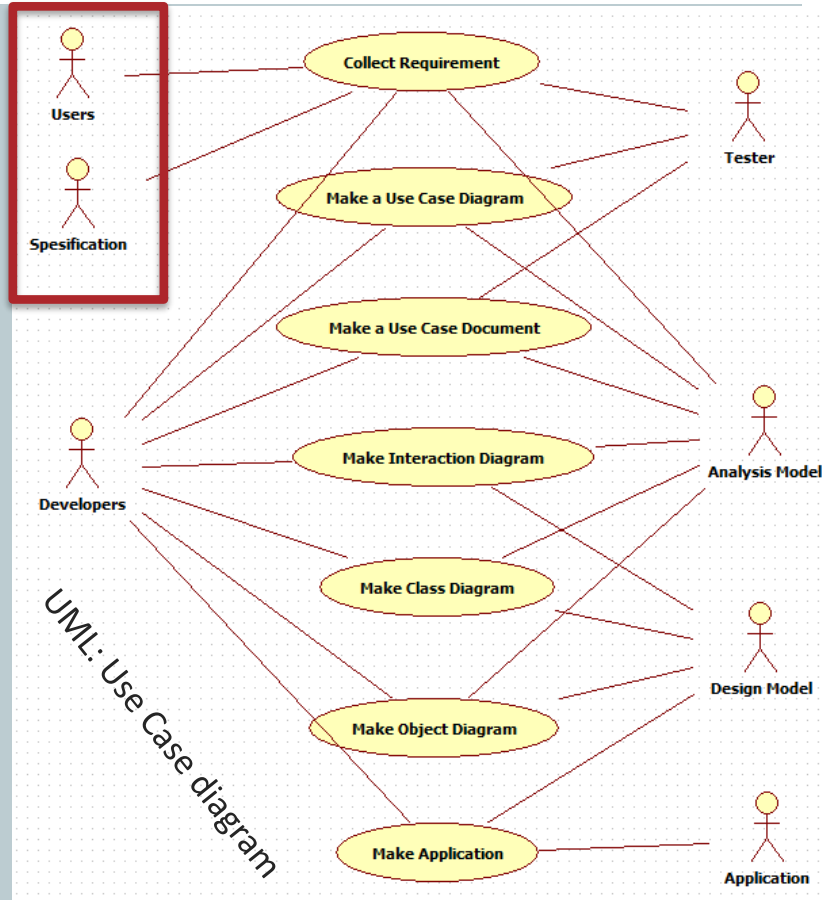 Collect Requirement
Users
Tester
Make a Use Case Diagram
Spesification
Make a Use Case Document
Make Interaction Diagram
Analysis Model
Developers
Make Class Diagram
UML: Use Case diagram
Design Model
Make Object Diagram
Make Application
Application